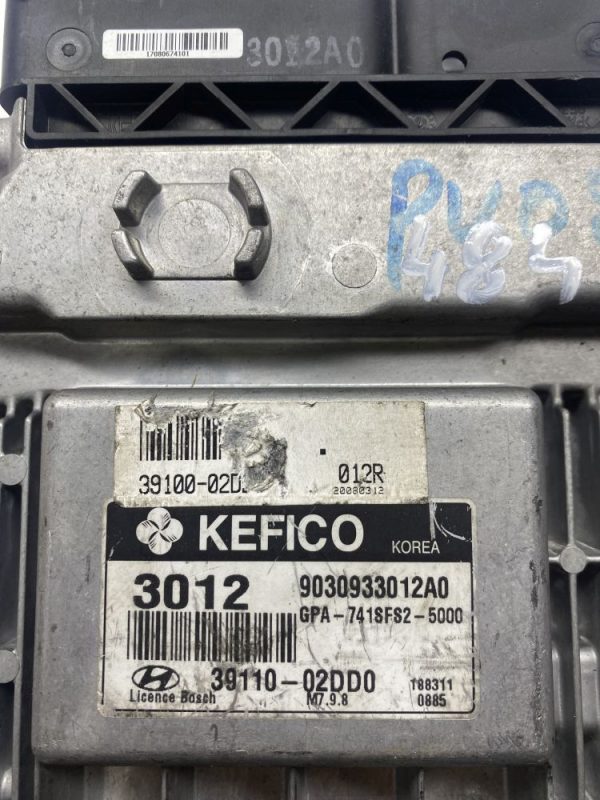 17080674101
3012A0
PVD
484
39100-02D
012R
20080312
KEFICO
KOREA
3012
9030933012A0
GPA-741SFS2-5000
39110-02DD0
188311
Licence Bosch
M7.9.8
0885